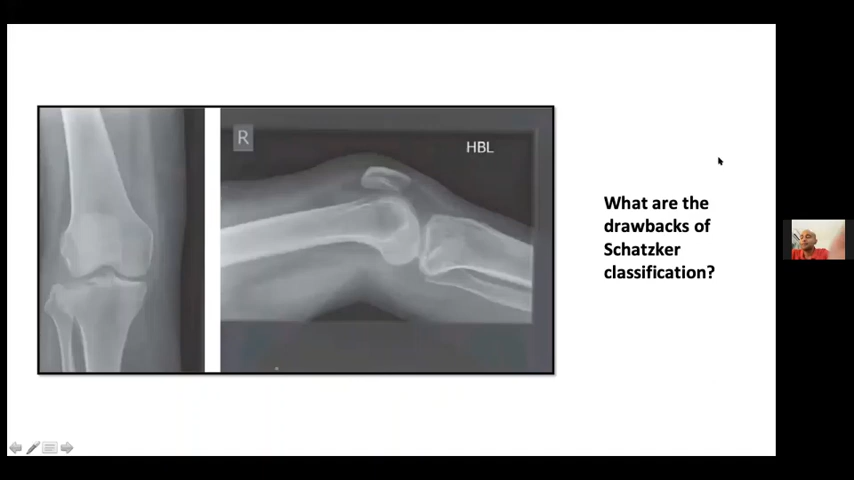 R
HBL
What are the
drawbacks of
Schatzker
classification?